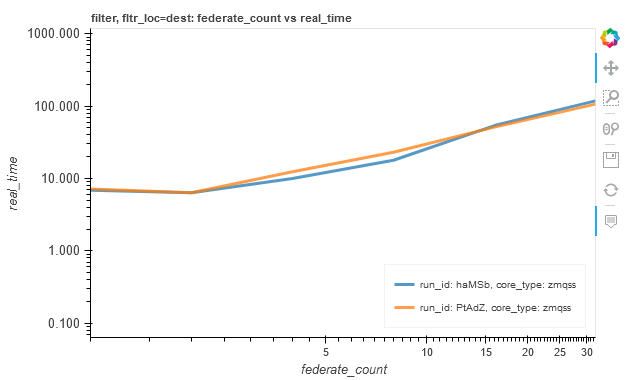 filter, fltr_loc=dest: federate_count vs real_time
1000.000
100.000
10.000
1.000
0.100
real_time
run_id: haMSb, core_type: zmqss
run_id: PtAdZ, core_type: zmqss
5
10
15
20
25
30
federate_count